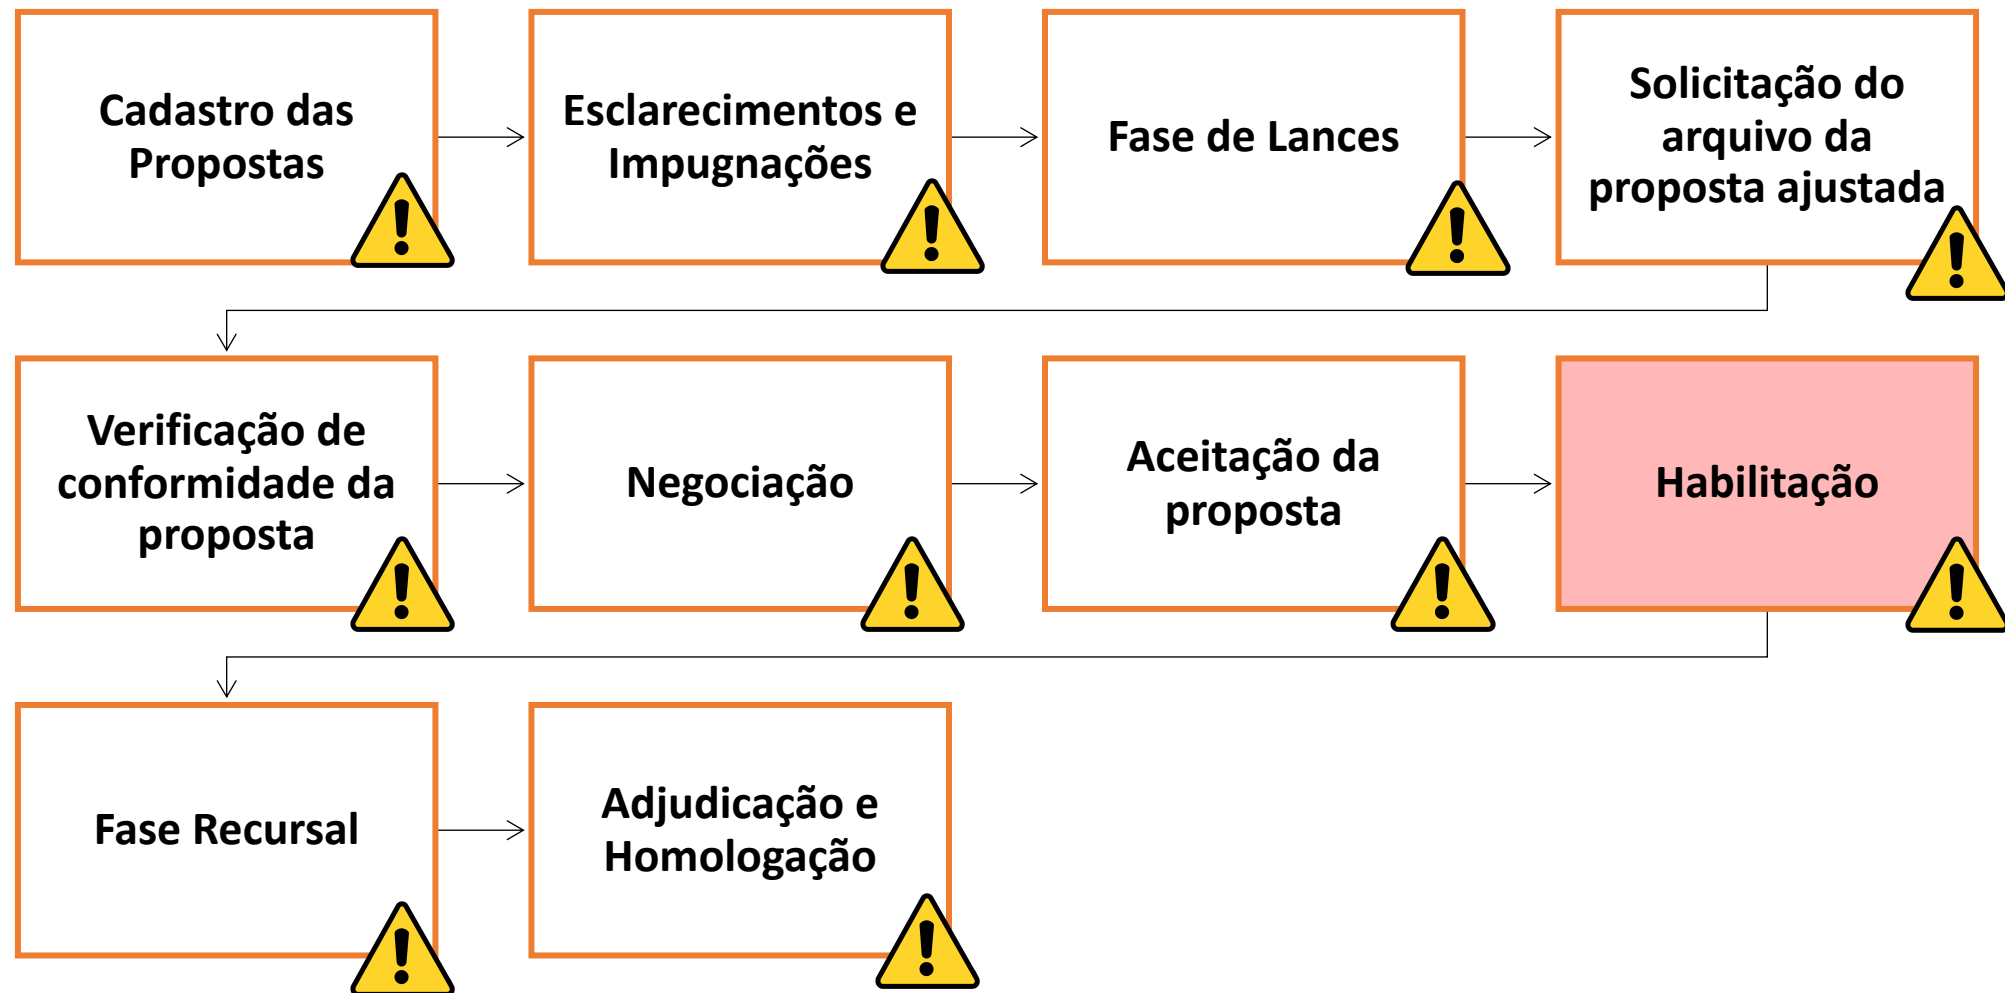 Cadastro das
Propostas
Esclarecimentos e
Impugnações
Fase de Lances
Solicitação do
arquivo da
proposta ajustada
Verificação de
conformidade da
proposta
Negociação
Aceitação da
proposta
Habilitação
Fase Recursal
Adjudicação e
Homologação